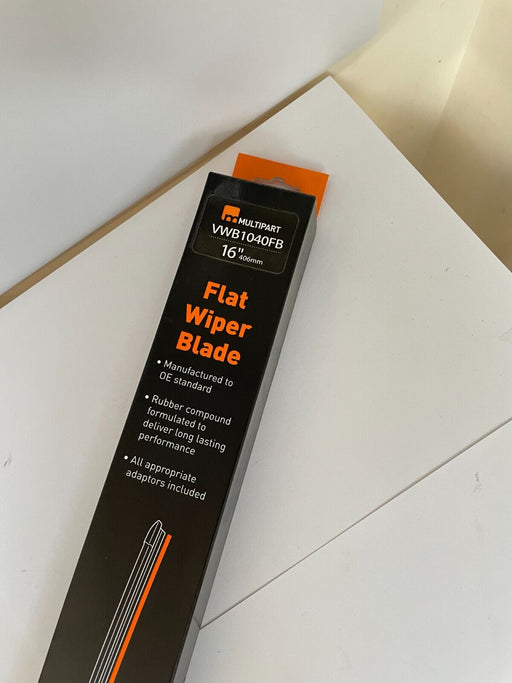 MULTIPART
VWB1040FB
16" 406mm
Flat
Wiper
Blade
• Manufactured to
OE standard
• Rubber compound
formulated to
deliver long lasting
performance
• All appropriate
adaptors included